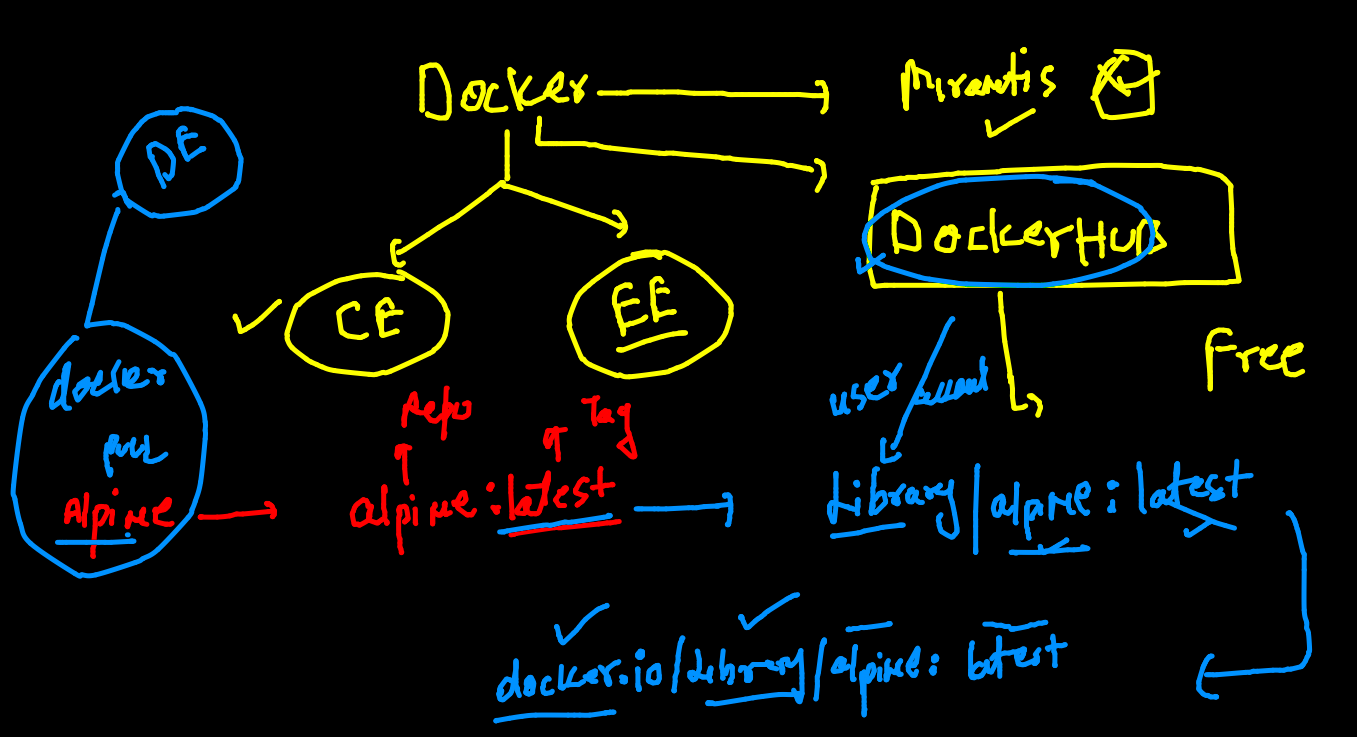 Docker
Mirantis
DE
DockerHub
CE
EE
Free
docker
pull
Alpine
Repo
Tag
alpine:latest
user account
Library/alpine:latest
docker.io/Library/alpine:latest